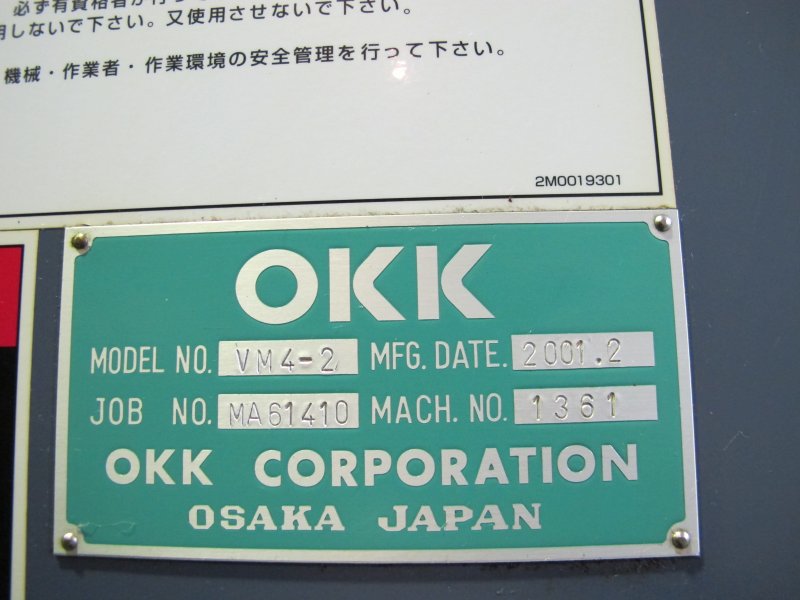 必ず有資格者が行っ
用しないで下さい。又使用させないで下さい。
機械・作業者・作業環境の安全管理を行って下さい。
2M0019301
OKK
MODEL NO. VM4-2 MFG. DATE. 2001.2
JOB NO. MA61410 MACH. NO. 1361
OKK CORPORATION
OSAKA JAPAN